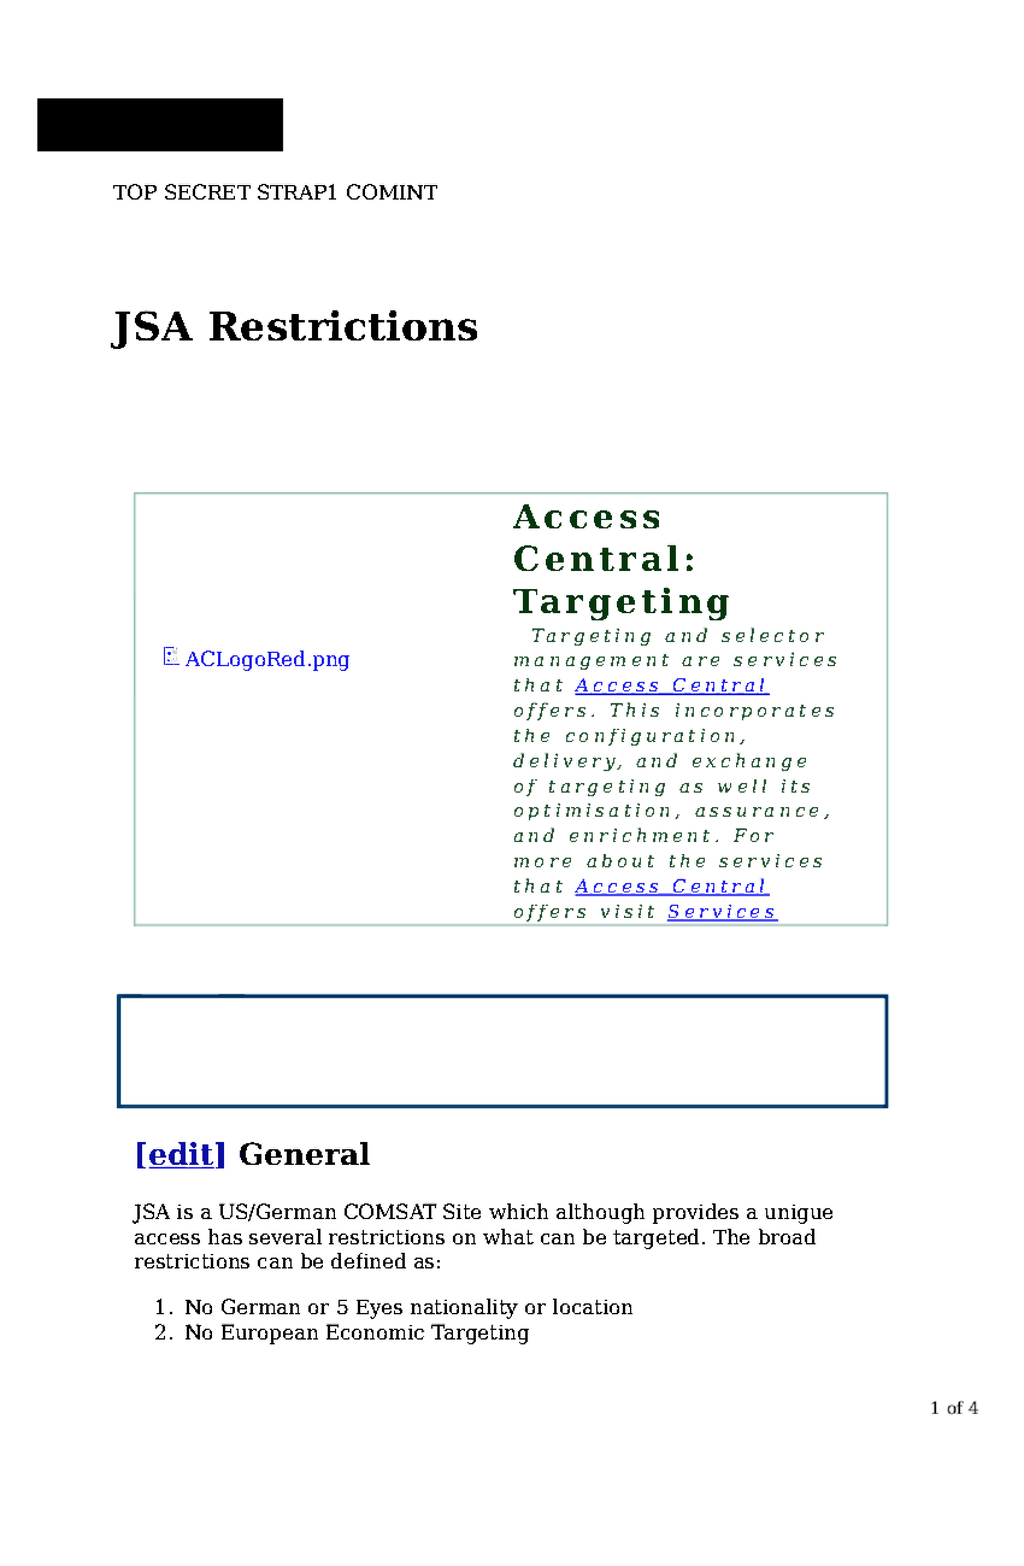 TOP SECRET STRAP1 COMINT
JSA Restrictions
ACLogoRed.png
Access
Central:
Targeting
Targeting and selector
management are services
that Access Central
offers. This incorporates
the configuration,
delivery, and exchange
of targeting as well its
optimisation, assurance,
and enrichment. For
more about the services
that Access Central
offers visit Services
[edit] General
JSA is a US/German COMSAT Site which although provides a unique
access has several restrictions on what can be targeted. The broad
restrictions can be defined as:
1. No German or 5 Eyes nationality or location
2. No European Economic Targeting
1 of 4